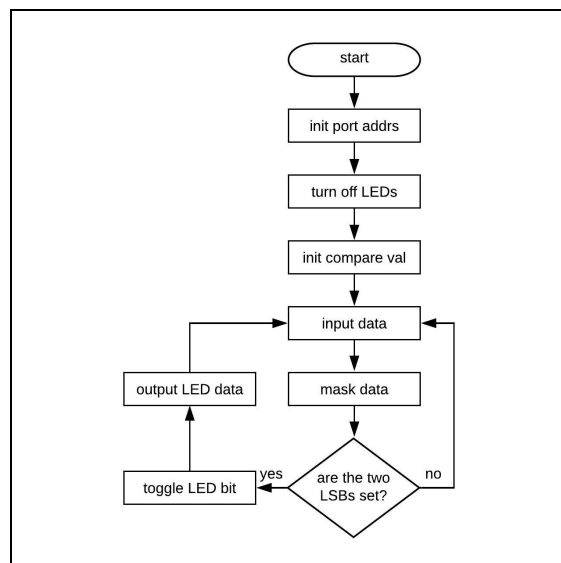 start
init port addrs
turn off LEDs
init compare val
input data
output LED data
mask data
yes
are the two
LSBs set?
no
toggle LED bit